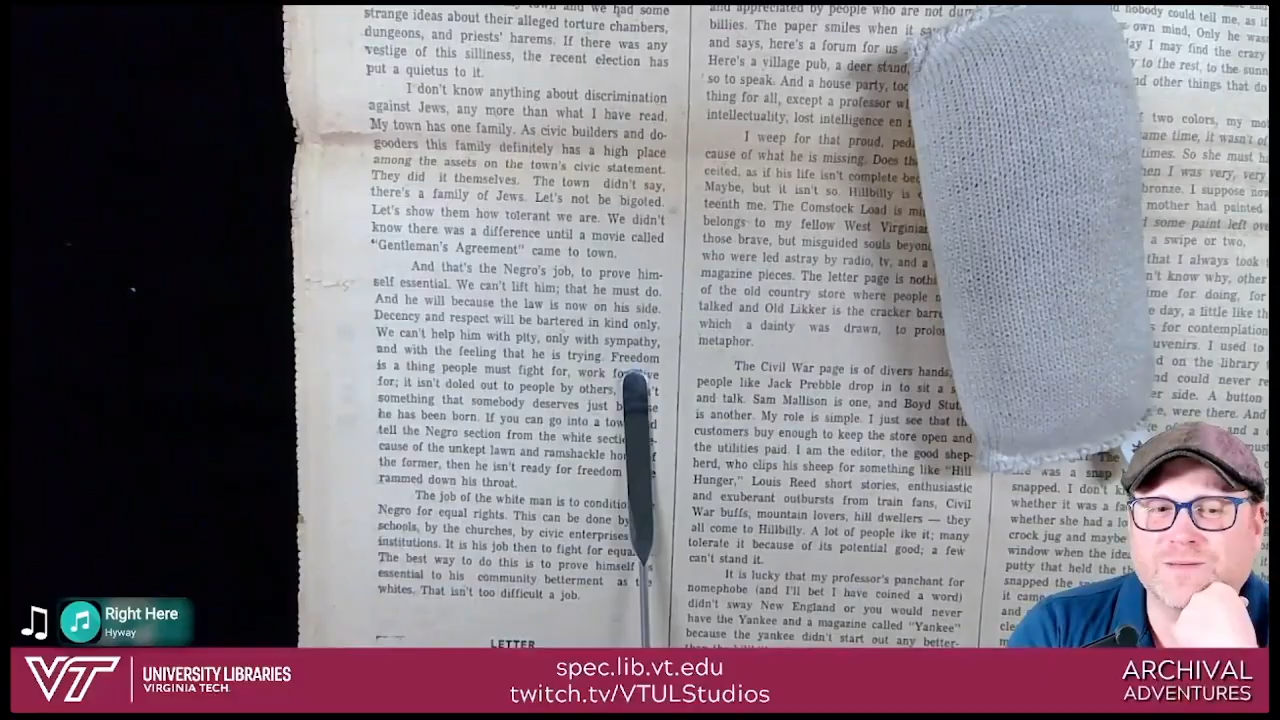 strange ideas about their alleged torture chambers,
dungeons, and priests' harems. If there was any
vestige of this silliness, the recent election has
put a quietus to it.
I don't know anything about discrimination
against Jews, any more than what I have read.
My town has one family. As civic builders and do-
gooders this family definitely has a high place
among the assets on the town's civic statement.
They did it themselves. The town didn't say,
there's a family of Jews. Let's not be bigoted.
Let's show them how tolerant we are. We didn't
know there was a difference until a movie called
"Gentleman's Agreement" came to town.
And that's the Negro's job, to prove him-
self essential. We can't lift him; that he must do.
And he will because the law is now on his side.
Decency and respect will be bartered in kind only.
We can't help him with pity, only with sympathy,
and with the feeling that he is trying. Freedom
is a thing people must fight for, work
for; it isn't doled out to people by others,
something that somebody deserves just
he has been born. If you can go into a
tell the Negro section from the white
cause of the unkept lawn and ramshackle
the former, then he isn't ready for freedom
rammed down his throat.
The job of the white man is to
Negro for equal rights. This can be done by
schools, by the churches, by civic enterprises
institutions. It is his job then to fight for
The best way to do this is to prove himself
essential to his community betterment as
whites. That isn't too difficult a job.
LETTER
and appreciated by people who are not
billies. The paper smiles when it
and says, here's a forum for us
Here's a village pub, a deer stand,
so to speak. And a house party,
thing for all, except a professor
intellectuality, lost intelligence en
I weep for that proud,
cause of what he is missing. Does
ceited, as if his life isn't complete
Maybe, but it isn't so. Hillbilly is
teenth me. The Comstock Load is
belongs to my fellow West
those brave, but misguided souls
who were led astray by radio, tv, and a
magazine pieces. The letter page is
of the old country store where people
talked and Old Likker is the cracker
which a dainty was drawn, to
metaphor.
The Civil War page is of divers hands,
people like Jack Prebble drop in to sit a
and talk. Sam Mallison is one, and Boyd
is another. My role is simple. I just see that
customers buy enough to keep the store open
the utilities paid. I am the editor, the good shep-
herd, who clips his sheep for something like "Hill
Hunger," Louis Reed short stories, enthusiastic
and exuberant outbursts from train fans, Civil
War buffs, mountain lovers, hill dwellers — they
all come to Hillbilly. A lot of people like it; many
tolerate it because of its potential good; a few
can't stand it.
It is lucky that my professor's panchant for
nomephobe (and I'll bet I have coined a word)
didn't sway New England or you would never
have the Yankee and a magazine called "Yankee"
because the yankee didn't start out any better-
nobody could tell me, as if
own mind, Only he was
I may find the crazy
to the rest, to the
and other things that do
two colors, my
time, it wasn't
times. So she must
I was very, very
bronze. I suppose
mother had painted
some paint left
a swipe or two.
that I always took
know why, other
for doing, for
day, a little like
for contemplation
I used to
on the library
and could never
side. A button
were there. And
The
was a snap
snapped. I don't
whether it was a
whether she had a
crock jug and maybe
window when the
putty that held the
snapped the
it came
and
Right Here
Hyway
VT
UNIVERSITY LIBRARIES
VIRGINIA TECH
spec.lib.vt.edu
twitch.tv/VTULStudios
ARCHIVAL
ADVENTURES